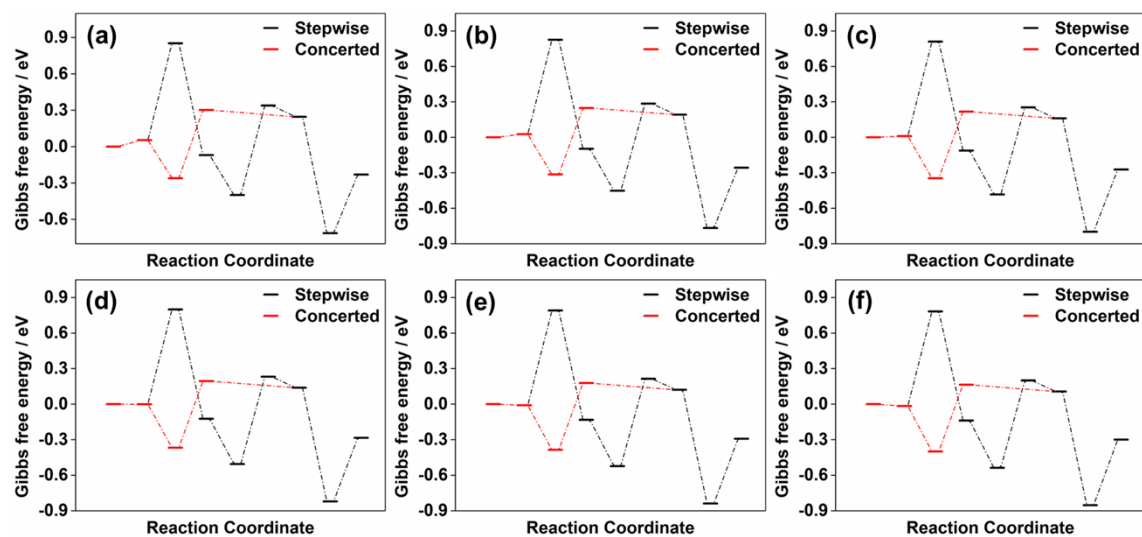 (a)
Stepwise
Concerted
Gibbs free energy / eV
0.9
0.6
0.3
0.0
-0.3
-0.6
Reaction Coordinate
(b)
Stepwise
Concerted
Gibbs free energy / eV
0.9
0.6
0.3
0.0
-0.3
-0.6
-0.9
Reaction Coordinate
(c)
Stepwise
Concerted
Gibbs free energy / eV
0.9
0.6
0.3
0.0
-0.3
-0.6
-0.9
Reaction Coordinate
(d)
Stepwise
Concerted
Gibbs free energy / eV
0.9
0.6
0.3
0.0
-0.3
-0.6
-0.9
Reaction Coordinate
(e)
Stepwise
Concerted
Gibbs free energy / eV
0.9
0.6
0.3
0.0
-0.3
-0.6
-0.9
Reaction Coordinate
(f)
Stepwise
Concerted
Gibbs free energy / eV
0.9
0.6
0.3
0.0
-0.3
-0.6
-0.9
Reaction Coordinate